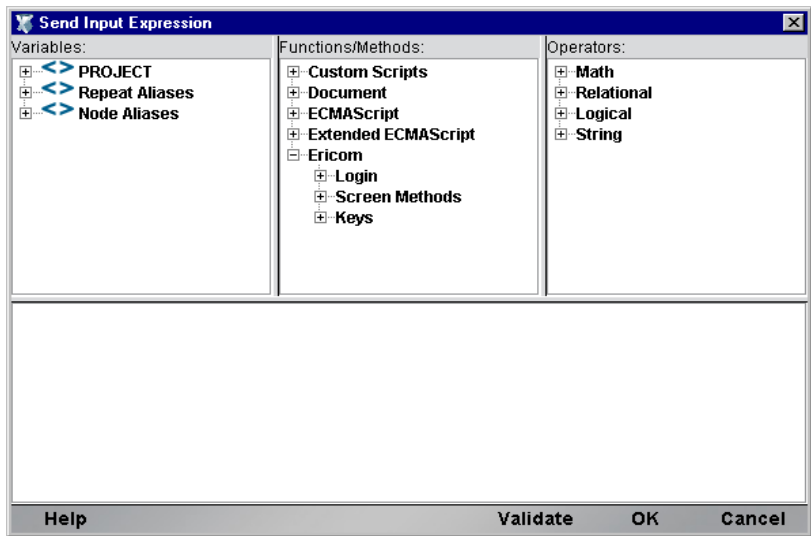 Send Input Expression
Variables:
PROJECT
Repeat Aliases
Node Aliases
Functions/Methods:
Custom Scripts
Document
ECMAScript
Extended ECMAScript
Ericom
Login
Screen Methods
Keys
Operators:
Math
Relational
Logical
String
Help Validate OK Cancel